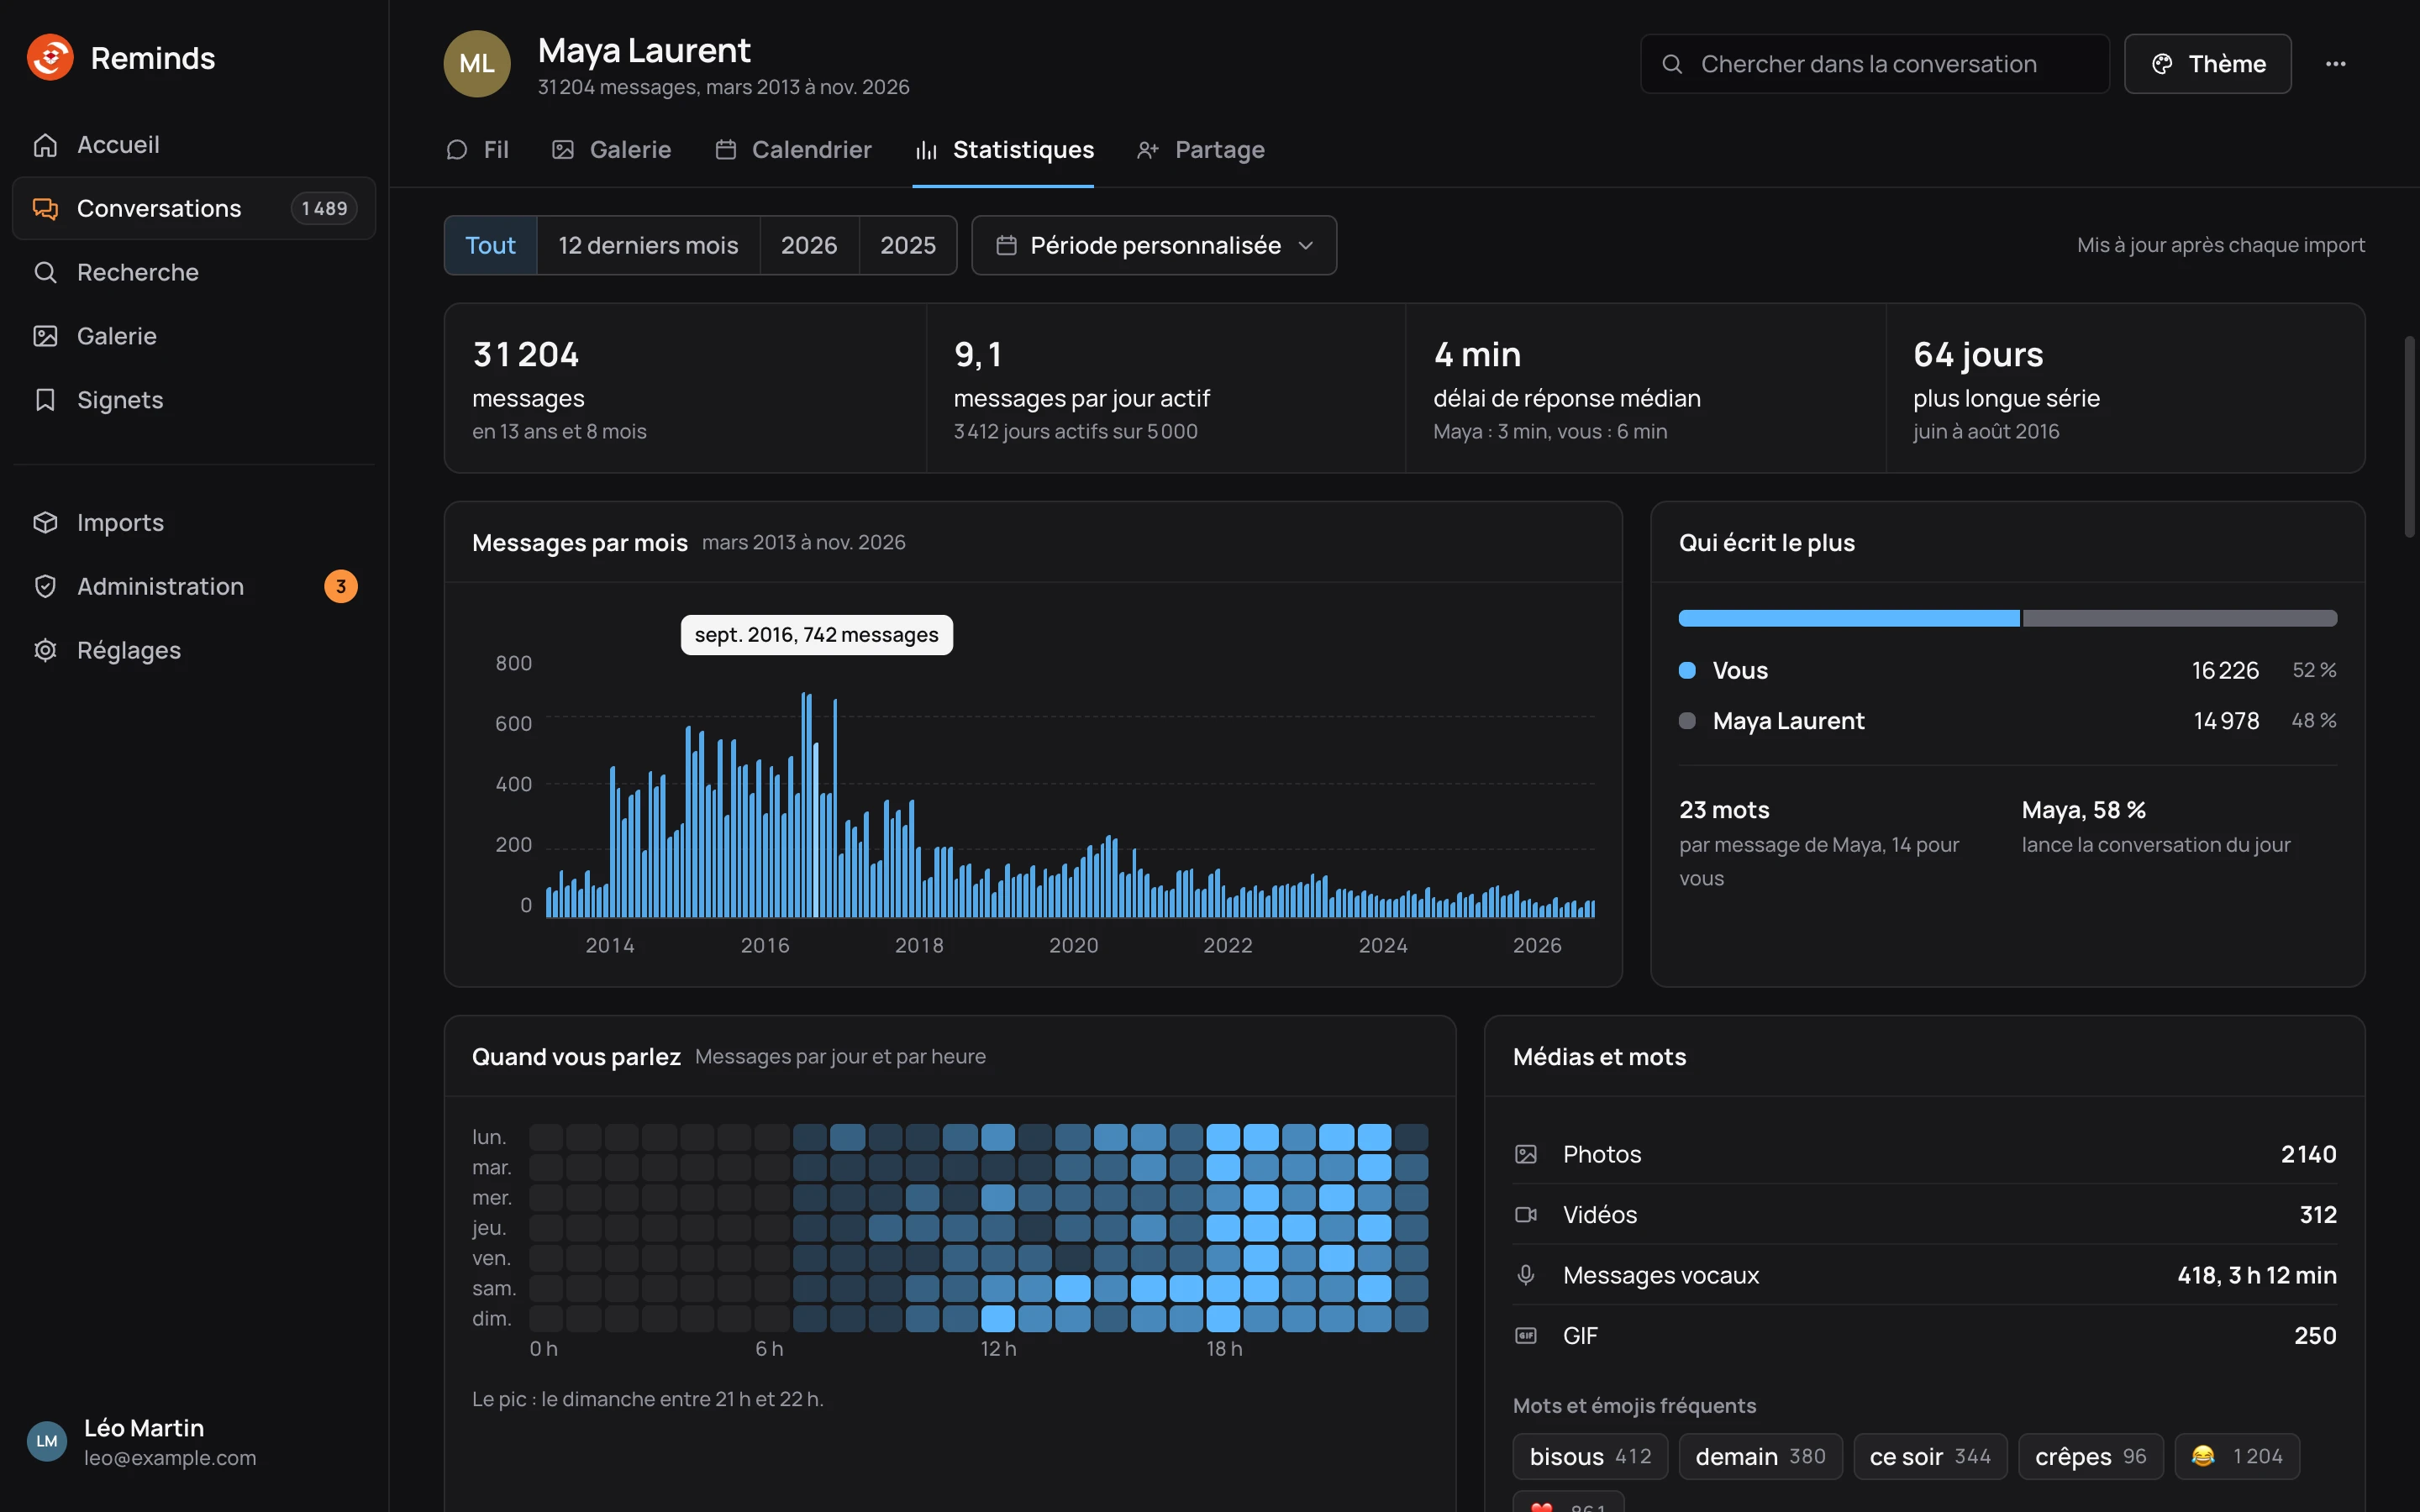 Reminds
Accueil
Conversations 1 489
Recherche
Galerie
Signets
Imports
Administration 3
Réglages
LM
Léo Martin
leo@example.com
ML
Maya Laurent
31 204 messages, mars 2013 à nov. 2026
Chercher dans la conversation
Thème
Fil
Galerie
Calendrier
Statistiques
Partage
Tout
12 derniers mois
2026
2025
Période personnalisée
Mis à jour après chaque import
31 204
messages
en 13 ans et 8 mois
9,1
messages par jour actif
3 412 jours actifs sur 5 000
4 min
délai de réponse médian
Maya : 3 min, vous : 6 min
64 jours
plus longue série
juin à août 2016
Messages par mois mars 2013 à nov. 2026
sept. 2016, 742 messages
800
600
400
200
0
2014 2016 2018 2020 2022 2024 2026
Qui écrit le plus
Vous 16 226 52 %
Maya Laurent 14 978 48 %
23 mots
par message de Maya, 14 pour
vous
Maya, 58 %
lance la conversation du jour
Quand vous parlez Messages par jour et par heure
lun.
mar.
mer.
jeu.
ven.
sam.
dim.
0 h 6 h 12 h 18 h
Le pic : le dimanche entre 21 h et 22 h.
Médias et mots
Photos 2 140
Vidéos 312
Messages vocaux 418, 3 h 12 min
GIF GIF 250
Mots et émojis fréquents
bisous 412 demain 380 ce soir 344 crêpes 96 😂 1 204
❤️ 861